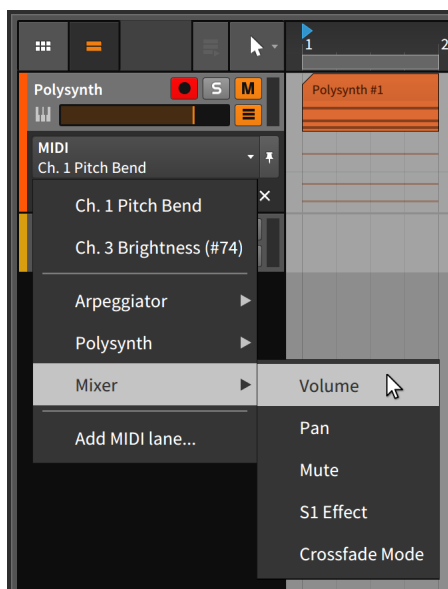 1
2
Polysynth
S
M
Polysynth #1
MIDI
Ch. 1 Pitch Bend
Ch. 1 Pitch Bend
Ch. 3 Brightness (#74)
Arpeggiator
Polysynth
Mixer
Add MIDI lane...
Volume
Pan
Mute
S1 Effect
Crossfade Mode